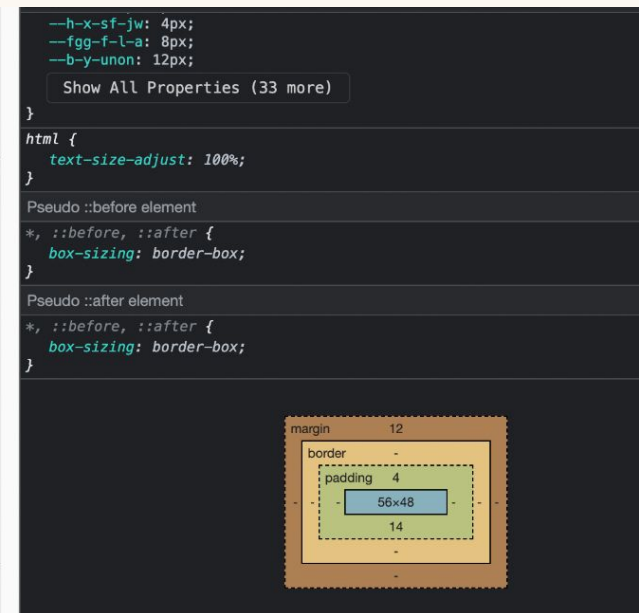 --h-x-sf-jw: 4px;
--fgg-f-l-a: 8px;
--b-y-unon: 12px;
Show All Properties (33 more)
}
html {
text-size-adjust: 100%;
}
Pseudo ::before element
*, ::before, ::after {
box-sizing: border-box;
}
Pseudo ::after element
*, ::before, ::after {
box-sizing: border-box;
}
margin 12
border -
padding 4
- - - 56×48 - - -
14
-
-